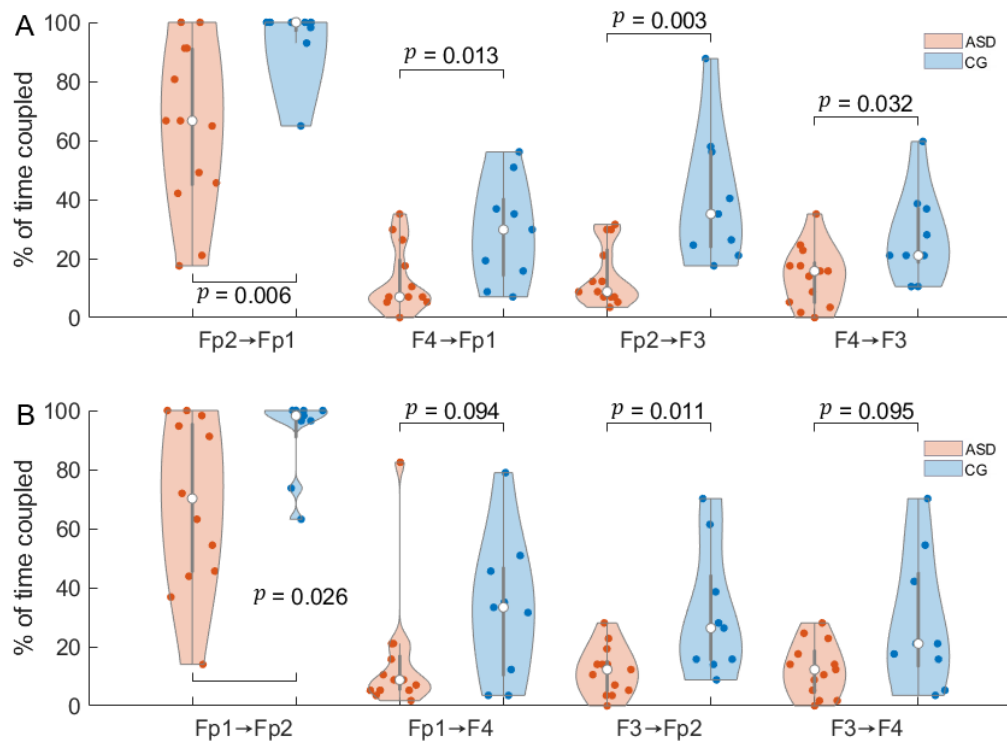 A
% of time coupled
100
80
60
40
20
0
p = 0.006
p = 0.013
p = 0.003
p = 0.032
ASD
CG
Fp2→Fp1
F4→Fp1
Fp2→F3
F4→F3
B
% of time coupled
100
80
60
40
20
0
p = 0.026
p = 0.094
p = 0.011
p = 0.095
ASD
CG
Fp1→Fp2
Fp1→F4
F3→Fp2
F3→F4